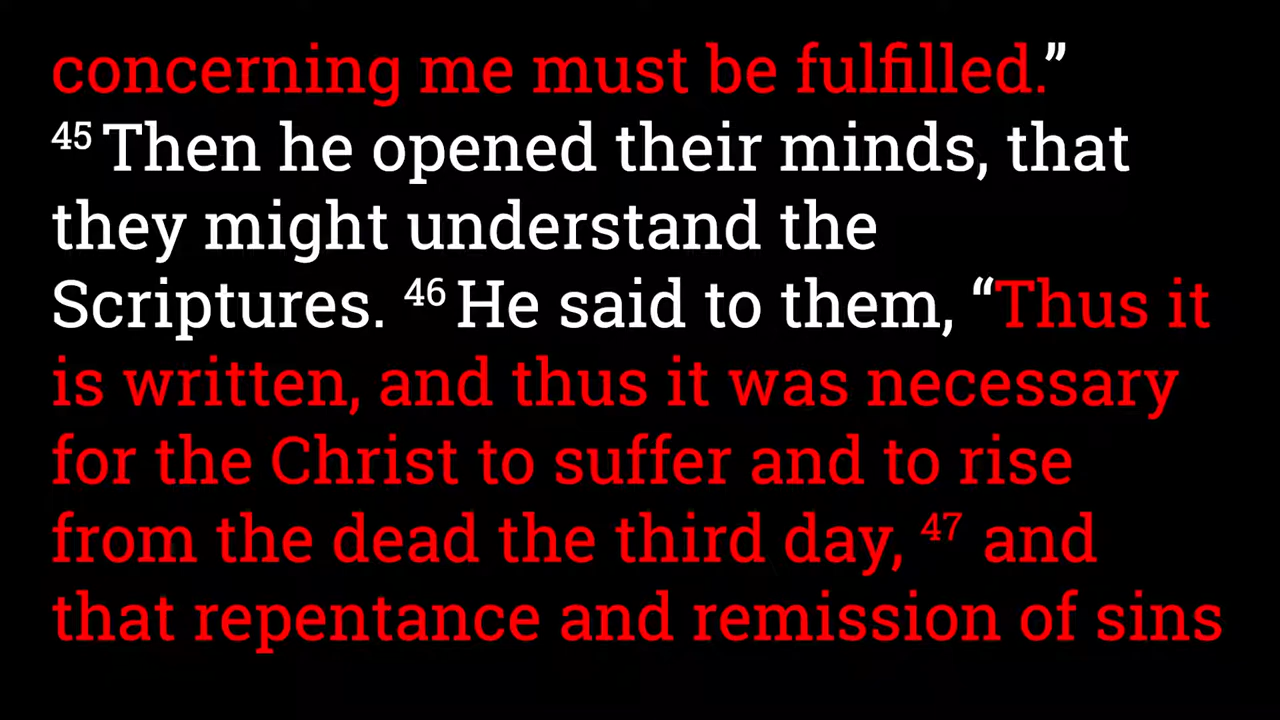 concerning me must be fulfilled.”
45 Then he opened their minds, that
they might understand the
Scriptures. 46 He said to them, “Thus it
is written, and thus it was necessary
for the Christ to suffer and to rise
from the dead the third day, 47 and
that repentance and remission of sins